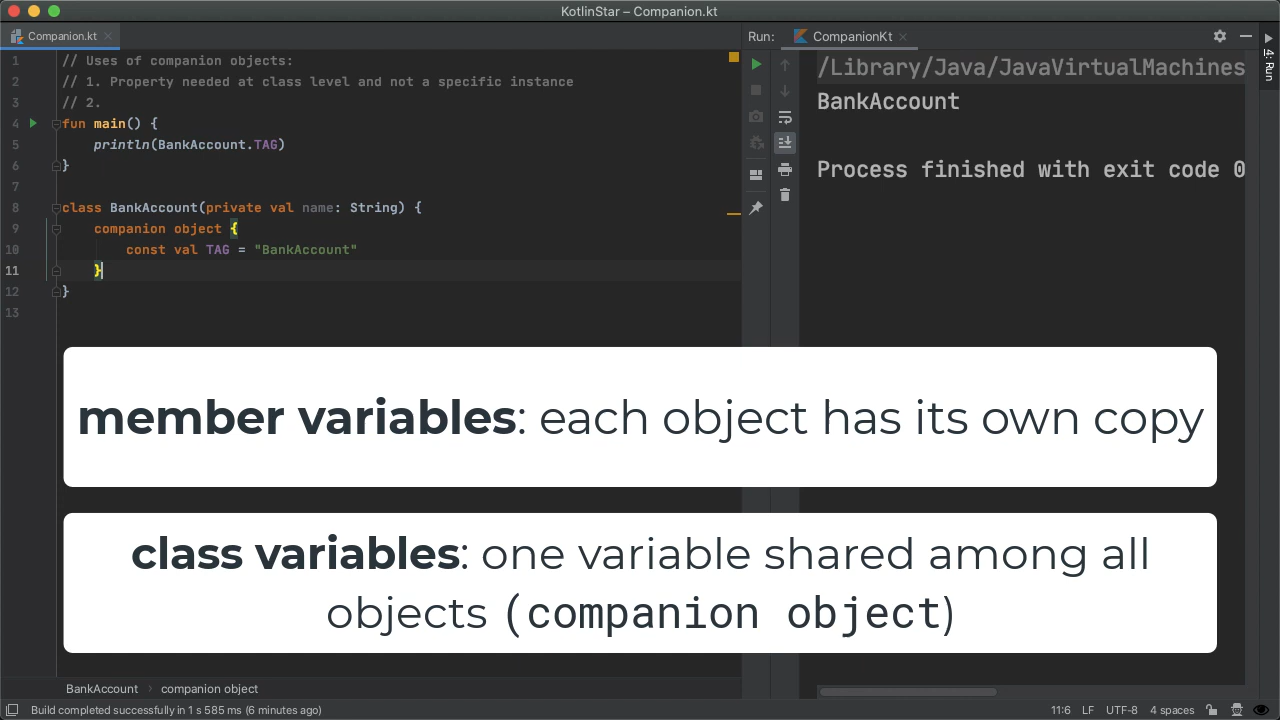 KotlinStar – Companion.kt
Companion.kt
Run: CompanionKt
1 // Uses of companion objects:
2 // 1. Property needed at class level and not a specific instance
3 // 2.
4 fun main() {
5 println(BankAccount.TAG)
6 }
7
8 class BankAccount(private val name: String) {
9 companion object {
10 const val TAG = "BankAccount"
11 }
12 }
13
/Library/Java/JavaVirtualMachines
BankAccount
Process finished with exit code 0
4: Run
member variables: each object has its own copy
class variables: one variable shared among all
objects (companion object)
BankAccount › companion object
Build completed successfully in 1 s 585 ms (6 minutes ago)
11:6 LF UTF-8 4 spaces